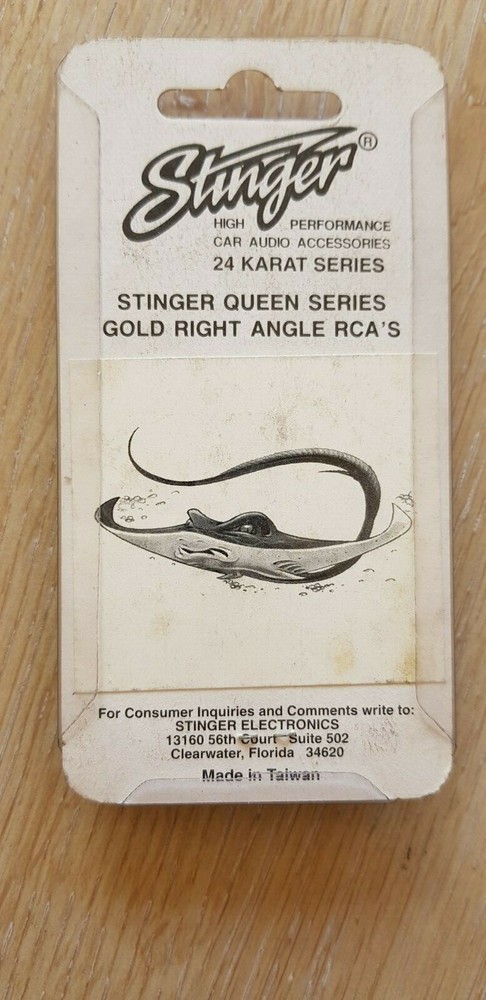 Stinger®
HIGH PERFORMANCE
CAR AUDIO ACCESSORIES
24 KARAT SERIES
STINGER QUEEN SERIES
GOLD RIGHT ANGLE RCA'S
For Consumer Inquiries and Comments write to:
STINGER ELECTRONICS
13160 56th Court Suite 502
Clearwater, Florida 34620
Made in Taiwan